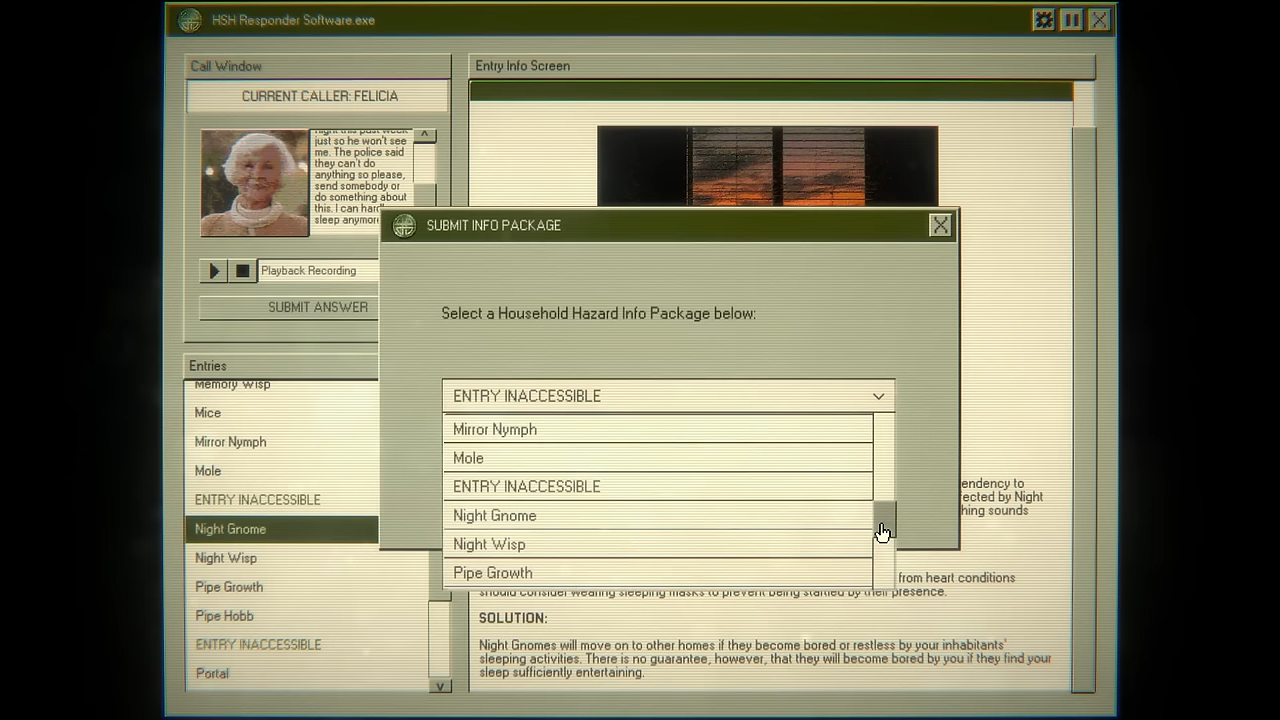 HSH Responder Software.exe
Call Window
CURRENT CALLER: FELICIA
night this past week
just so he won't see
me. The police said
they can't do
anything so please,
send somebody or
do something about
this. I can hardl
sleep anymore
Playback Recording
SUBMIT ANSWER
Entries
Memory Wisp
Mice
Mirror Nymph
Mole
ENTRY INACCESSIBLE
Night Gnome
Night Wisp
Pipe Growth
Pipe Hobb
ENTRY INACCESSIBLE
Portal
Entry Info Screen
SUBMIT INFO PACKAGE
Select a Household Hazard Info Package below:
ENTRY INACCESSIBLE
Mirror Nymph
Mole
ENTRY INACCESSIBLE
Night Gnome
Night Wisp
Pipe Growth
endency to
fected by Night
hing sounds
from heart conditions
should consider wearing sleeping masks to prevent being startled by their presence.
SOLUTION:
Night Gnomes will move on to other homes if they become bored or restless by your inhabitants'
sleeping activities. There is no guarantee, however, that they will become bored by you if they find your
sleep sufficiently entertaining.